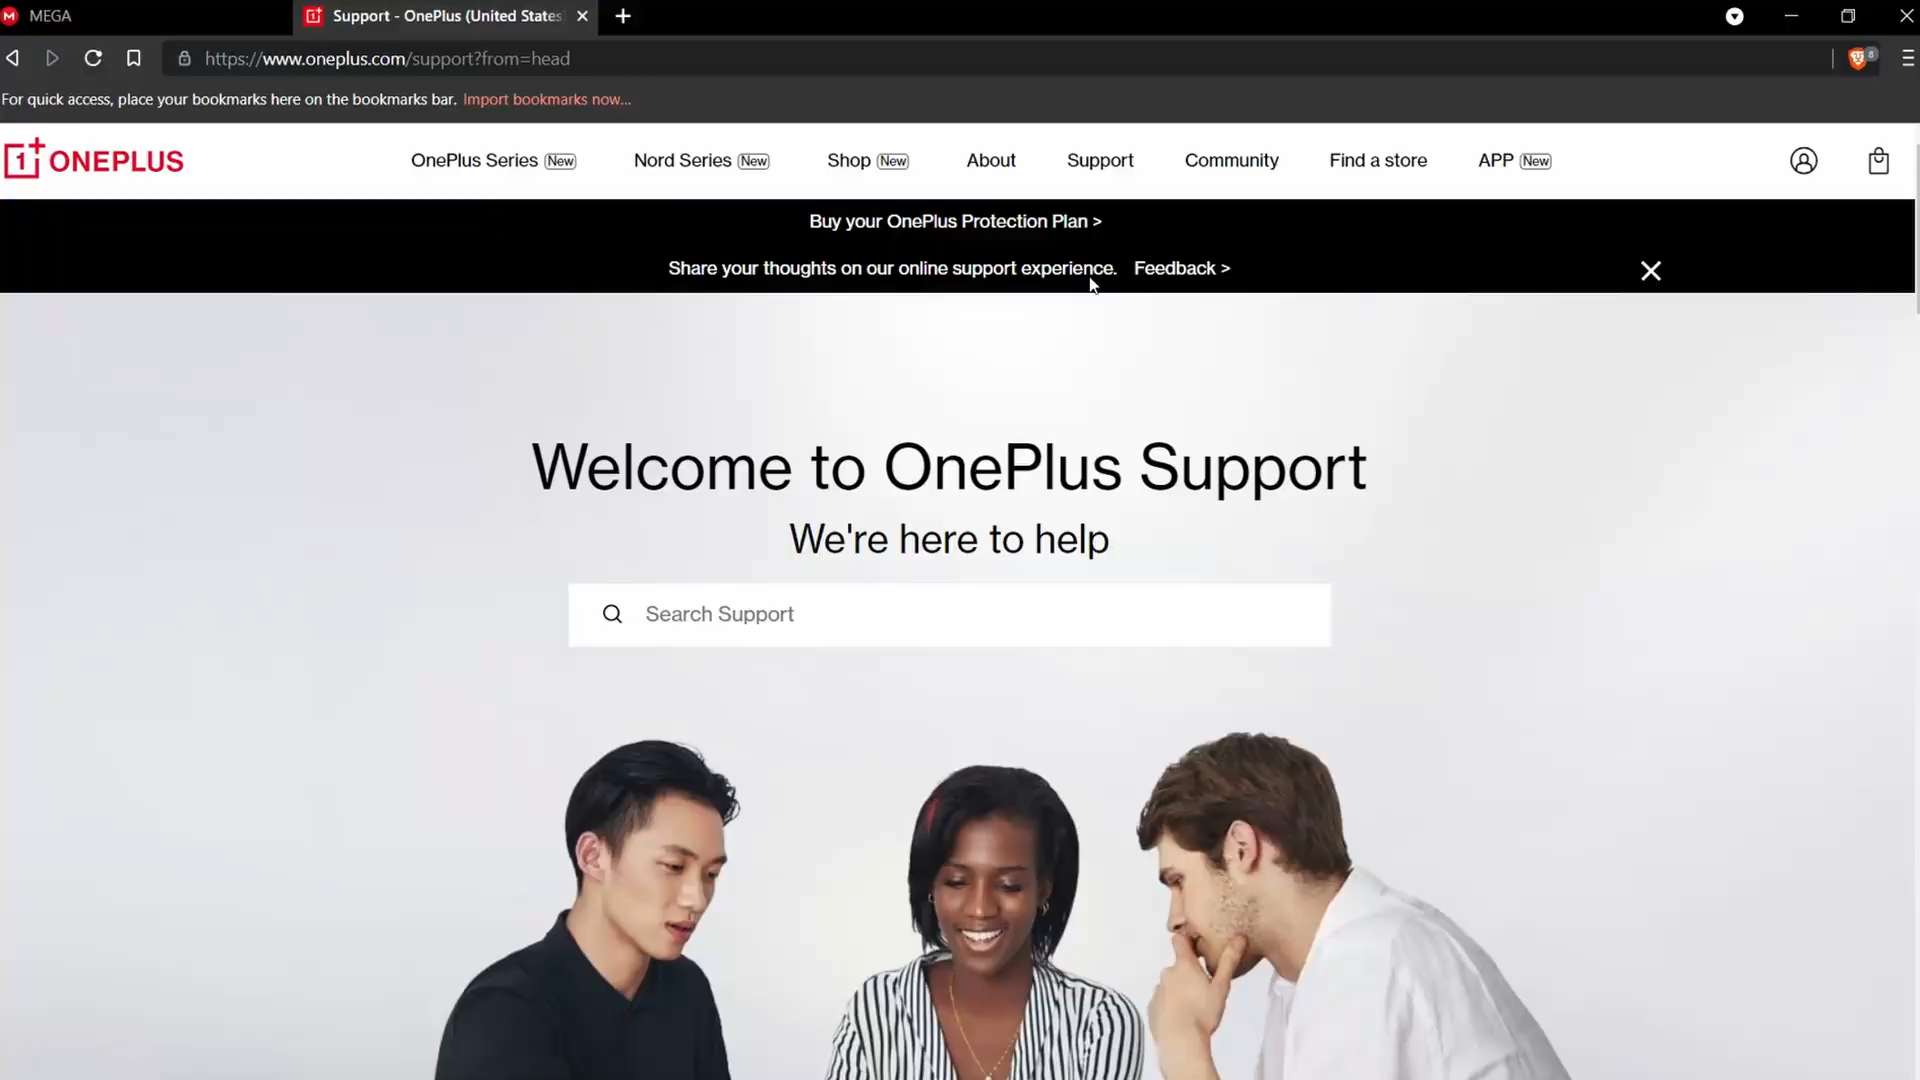 MEGA
Support - OnePlus (United States
https://www.oneplus.com/support?from=head
8
For quick access, place your bookmarks here on the bookmarks bar. Import bookmarks now...
ONEPLUS
OnePlus Series New
Nord Series New
Shop New
About
Support
Community
Find a store
APP New
Buy your OnePlus Protection Plan >
Share your thoughts on our online support experience. Feedback >
Welcome to OnePlus Support
We're here to help
Search Support